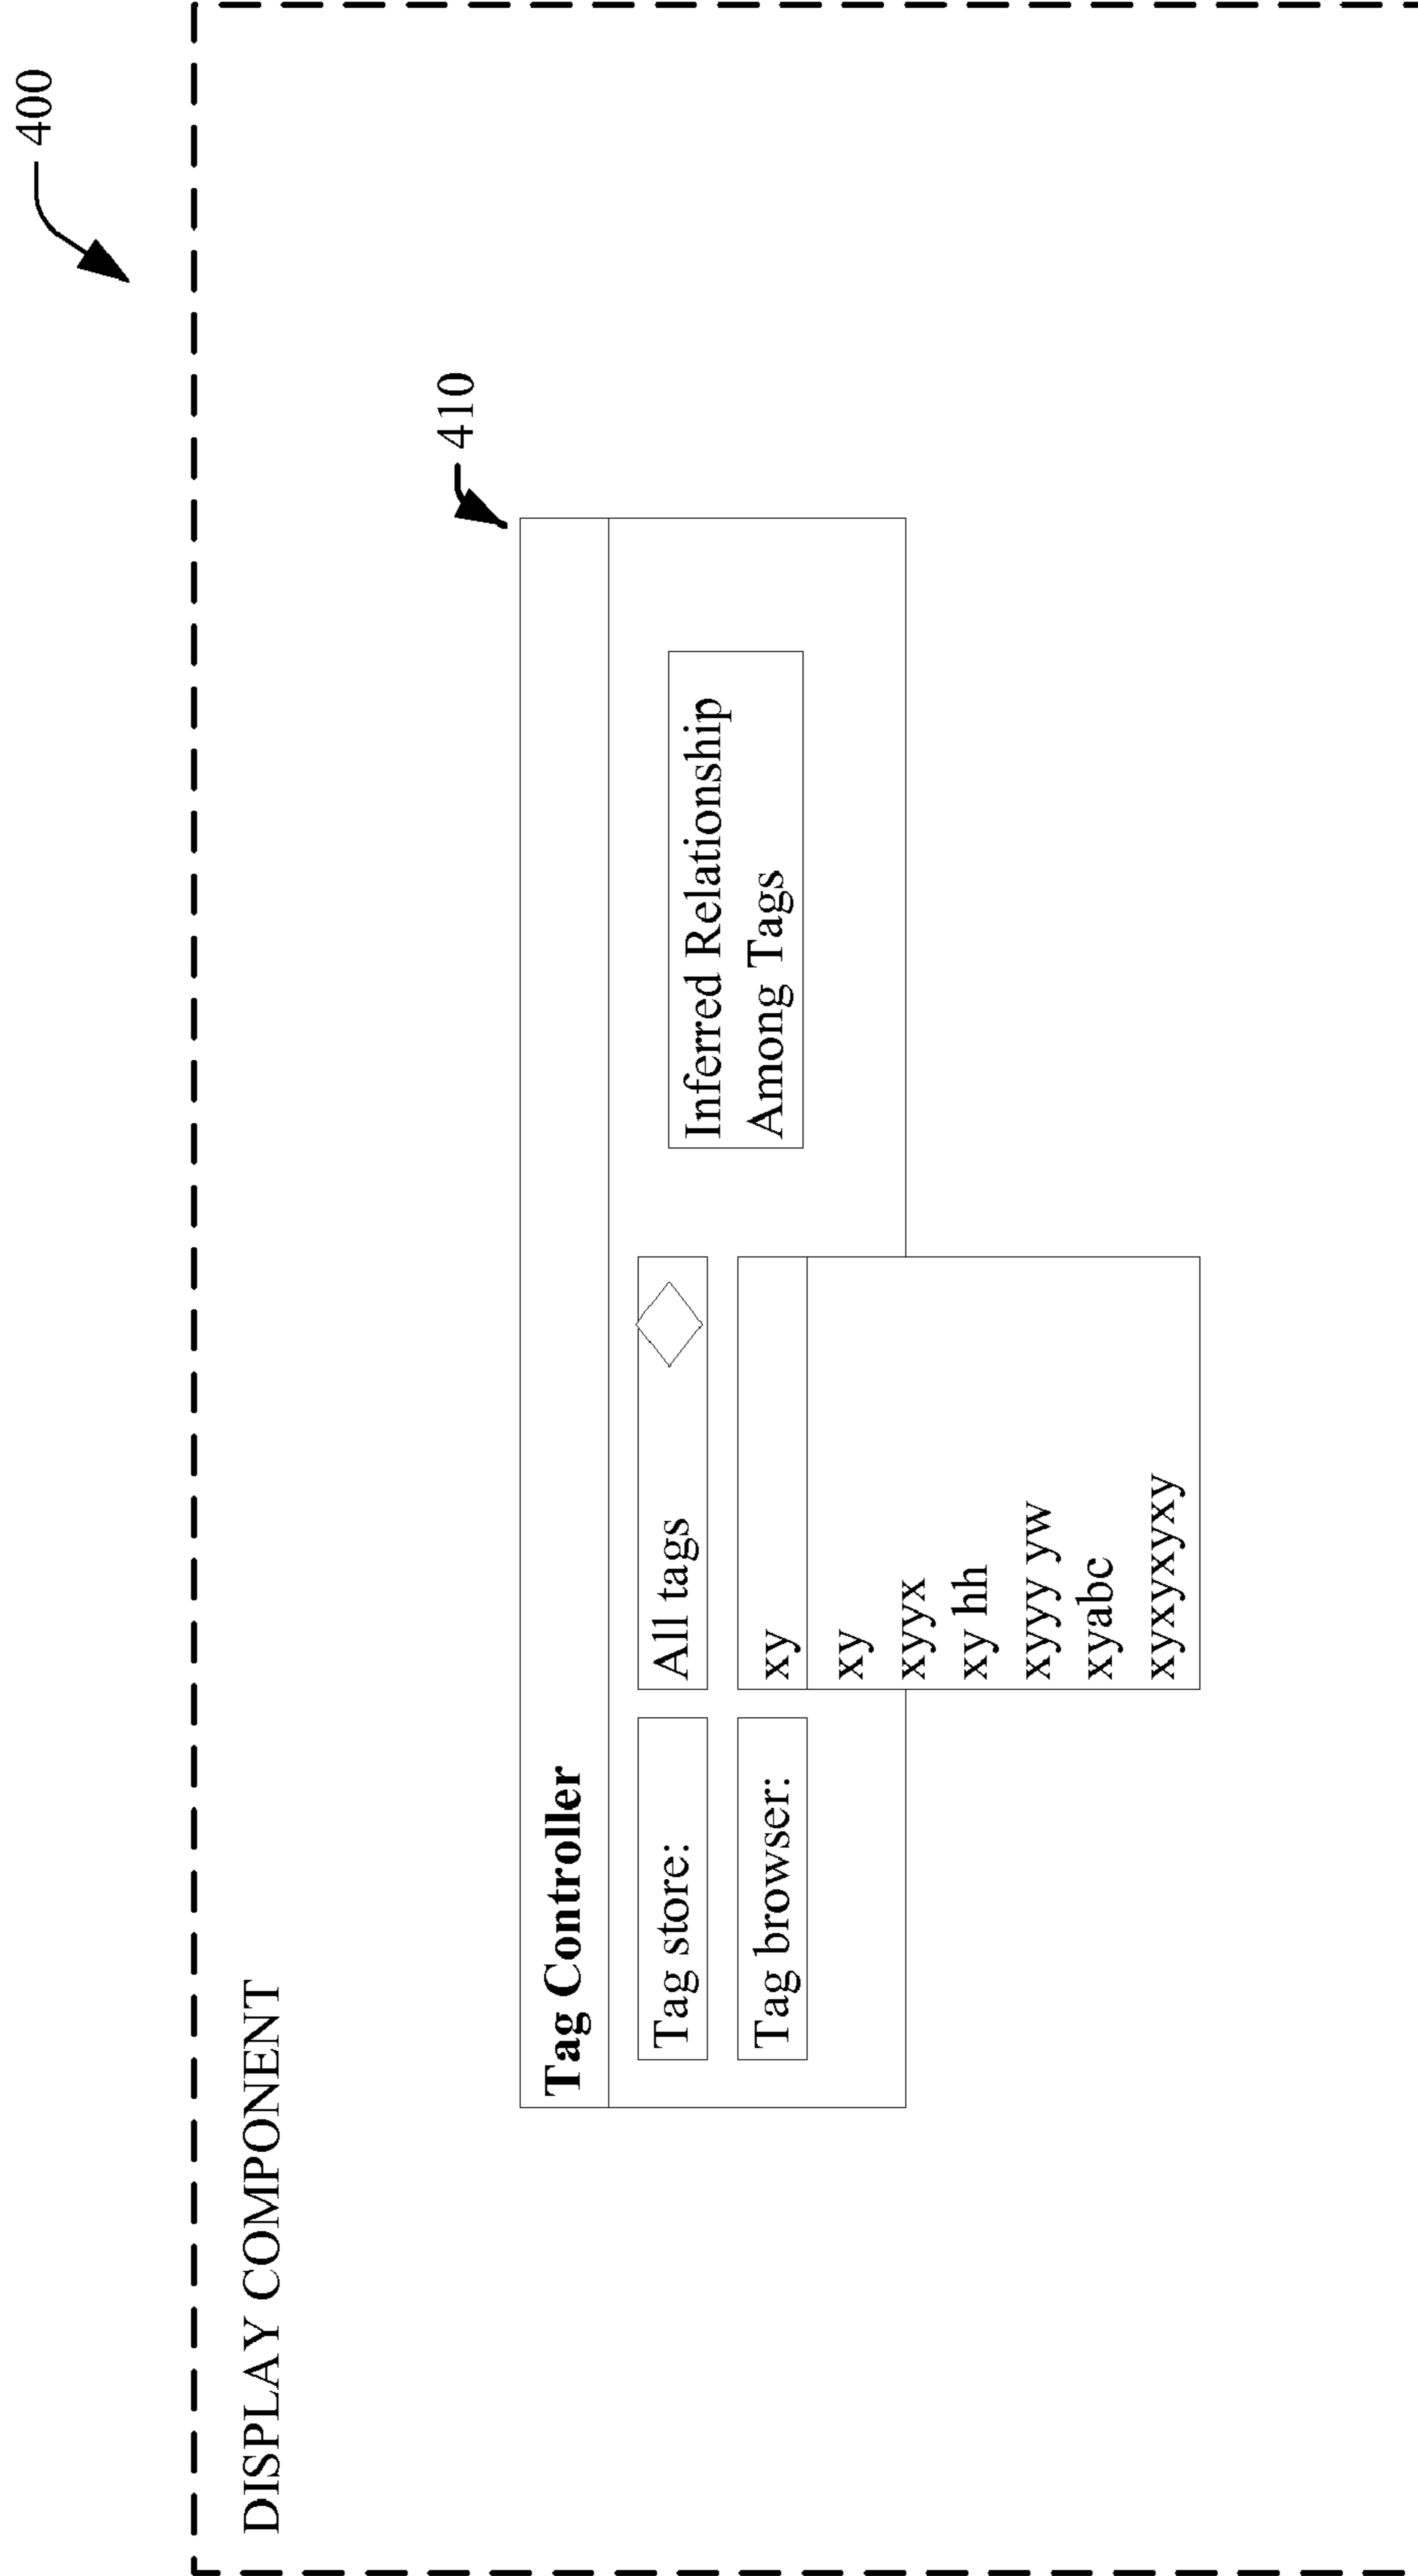 400
DISPLAY COMPONENT
410
Tag Controller
Tag store:
All tags
Tag browser:
xy
xy
xyyx
xy hh
xyyy yw
xyabc
xyxyxyxy
Inferred Relationship
Among Tags